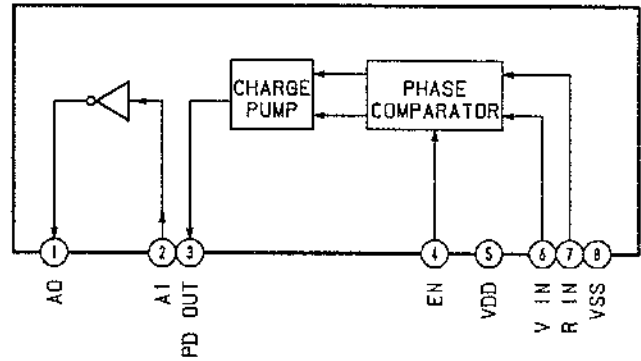 CHARGE
PUMP
PHASE
COMPARATOR
1
2
3
4
5
6
7
8
AO
AI
PD OUT
EN
VDD
V IN
R IN
VSS